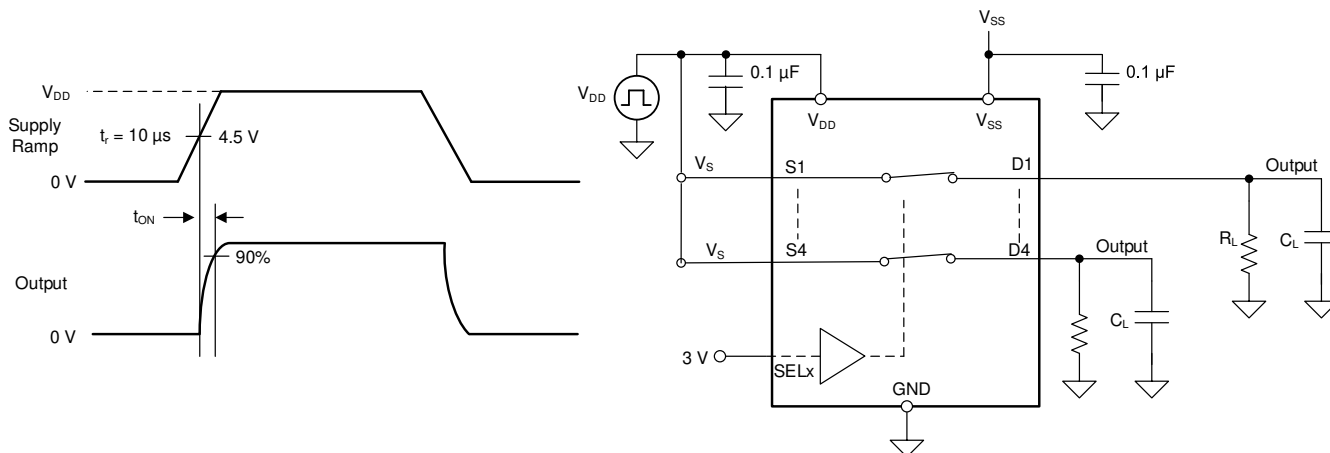 V_DD
Supply
Ramp
t_r = 10 µs
4.5 V
0 V
t_ON
90%
Output
0 V
V_SS
0.1 µF
0.1 µF
V_DD
V_DD
V_SS
V_S
S1
D1
Output
V_S
S4
D4
Output
R_L
C_L
C_L
3 V
SELx
GND